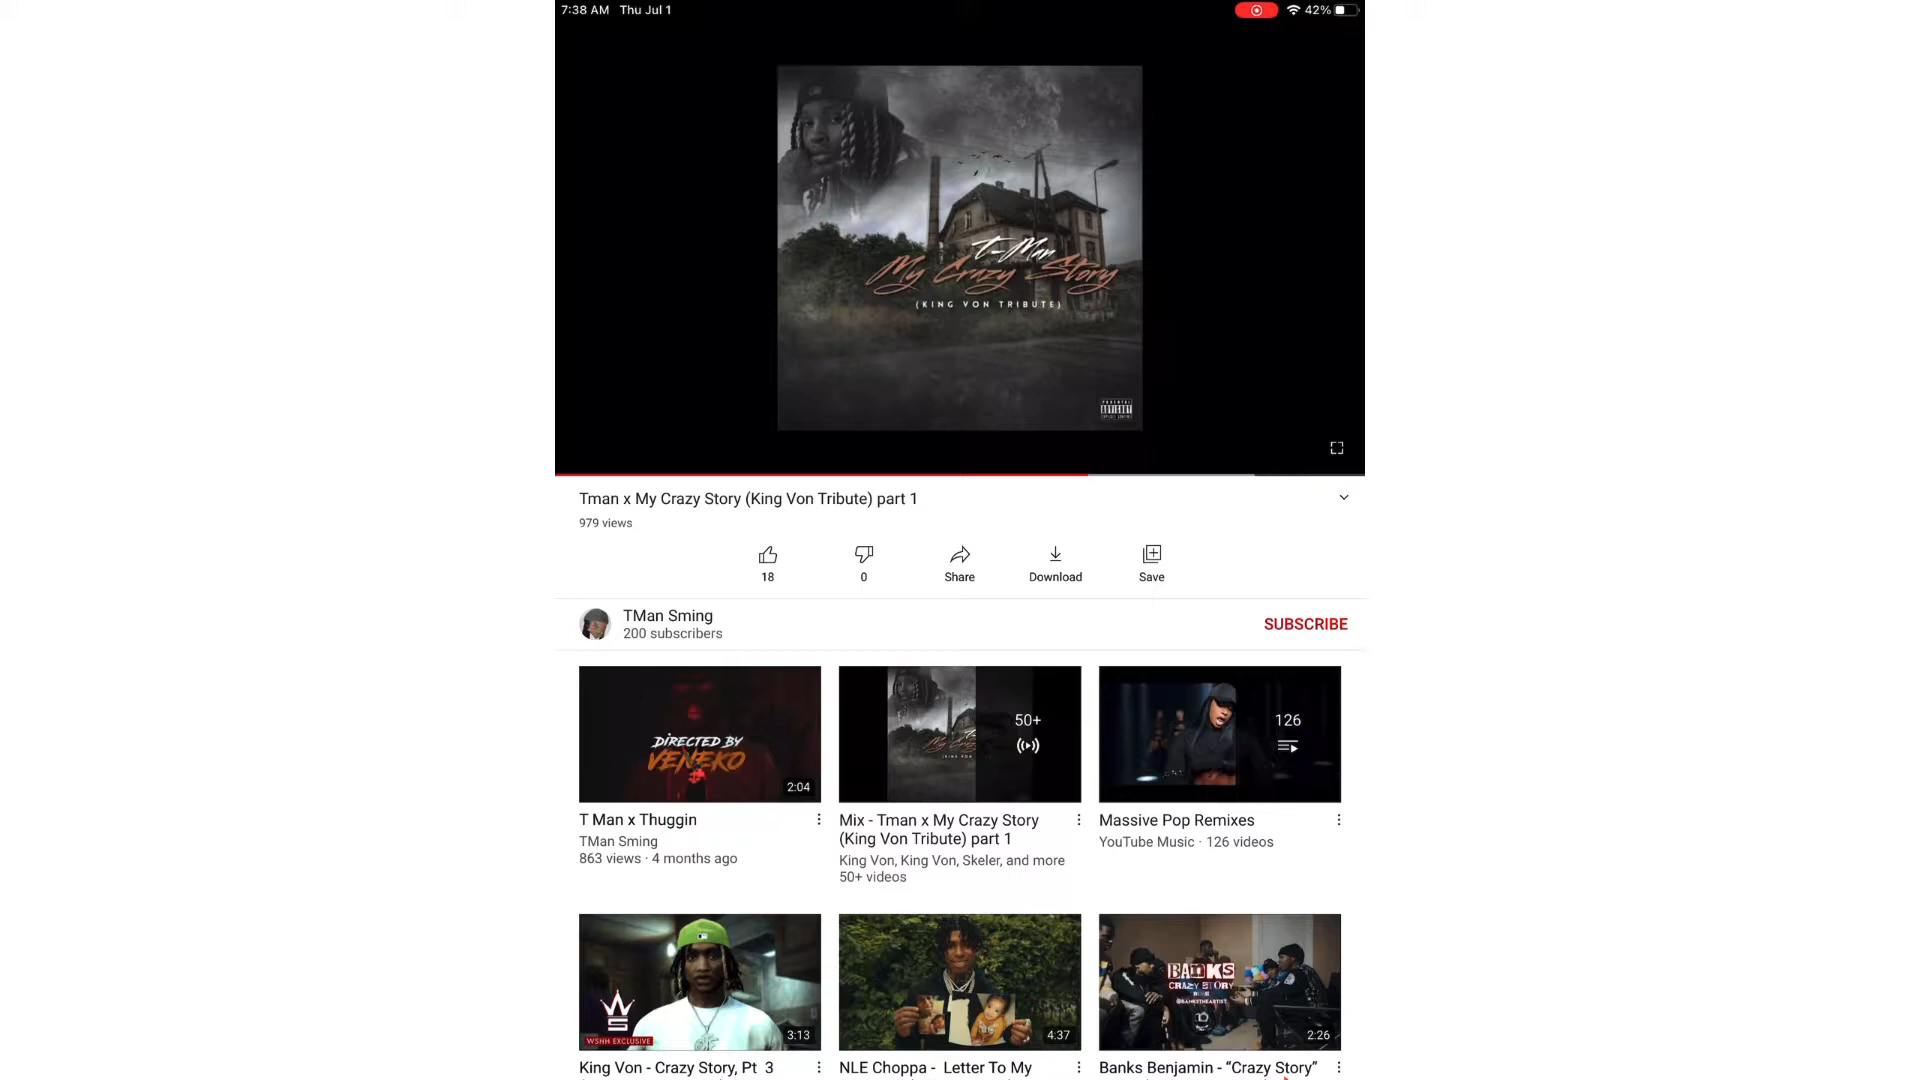 7:38 AM Thu Jul 1
42%
T-Man
My Crazy Story
(KING VON TRIBUTE)
PARENTAL
ADVISORY
EXPLICIT CONTENT
Tman x My Crazy Story (King Von Tribute) part 1
979 views
18
0
Share
Download
Save
TMan Sming
200 subscribers
SUBSCRIBE
DIRECTED BY
VENEKO
2:04
50+
126
T Man x Thuggin
TMan Sming
863 views · 4 months ago
Mix - Tman x My Crazy Story
(King Von Tribute) part 1
King Von, King Von, Skeler, and more
50+ videos
Massive Pop Remixes
YouTube Music · 126 videos
WSHH EXCLUSIVE
3:13
4:37
BANKS
CRAZY STORY
@BANKSTHEARTIST
2:26
King Von - Crazy Story, Pt 3
NLE Choppa - Letter To My
Banks Benjamin - “Crazy Story”